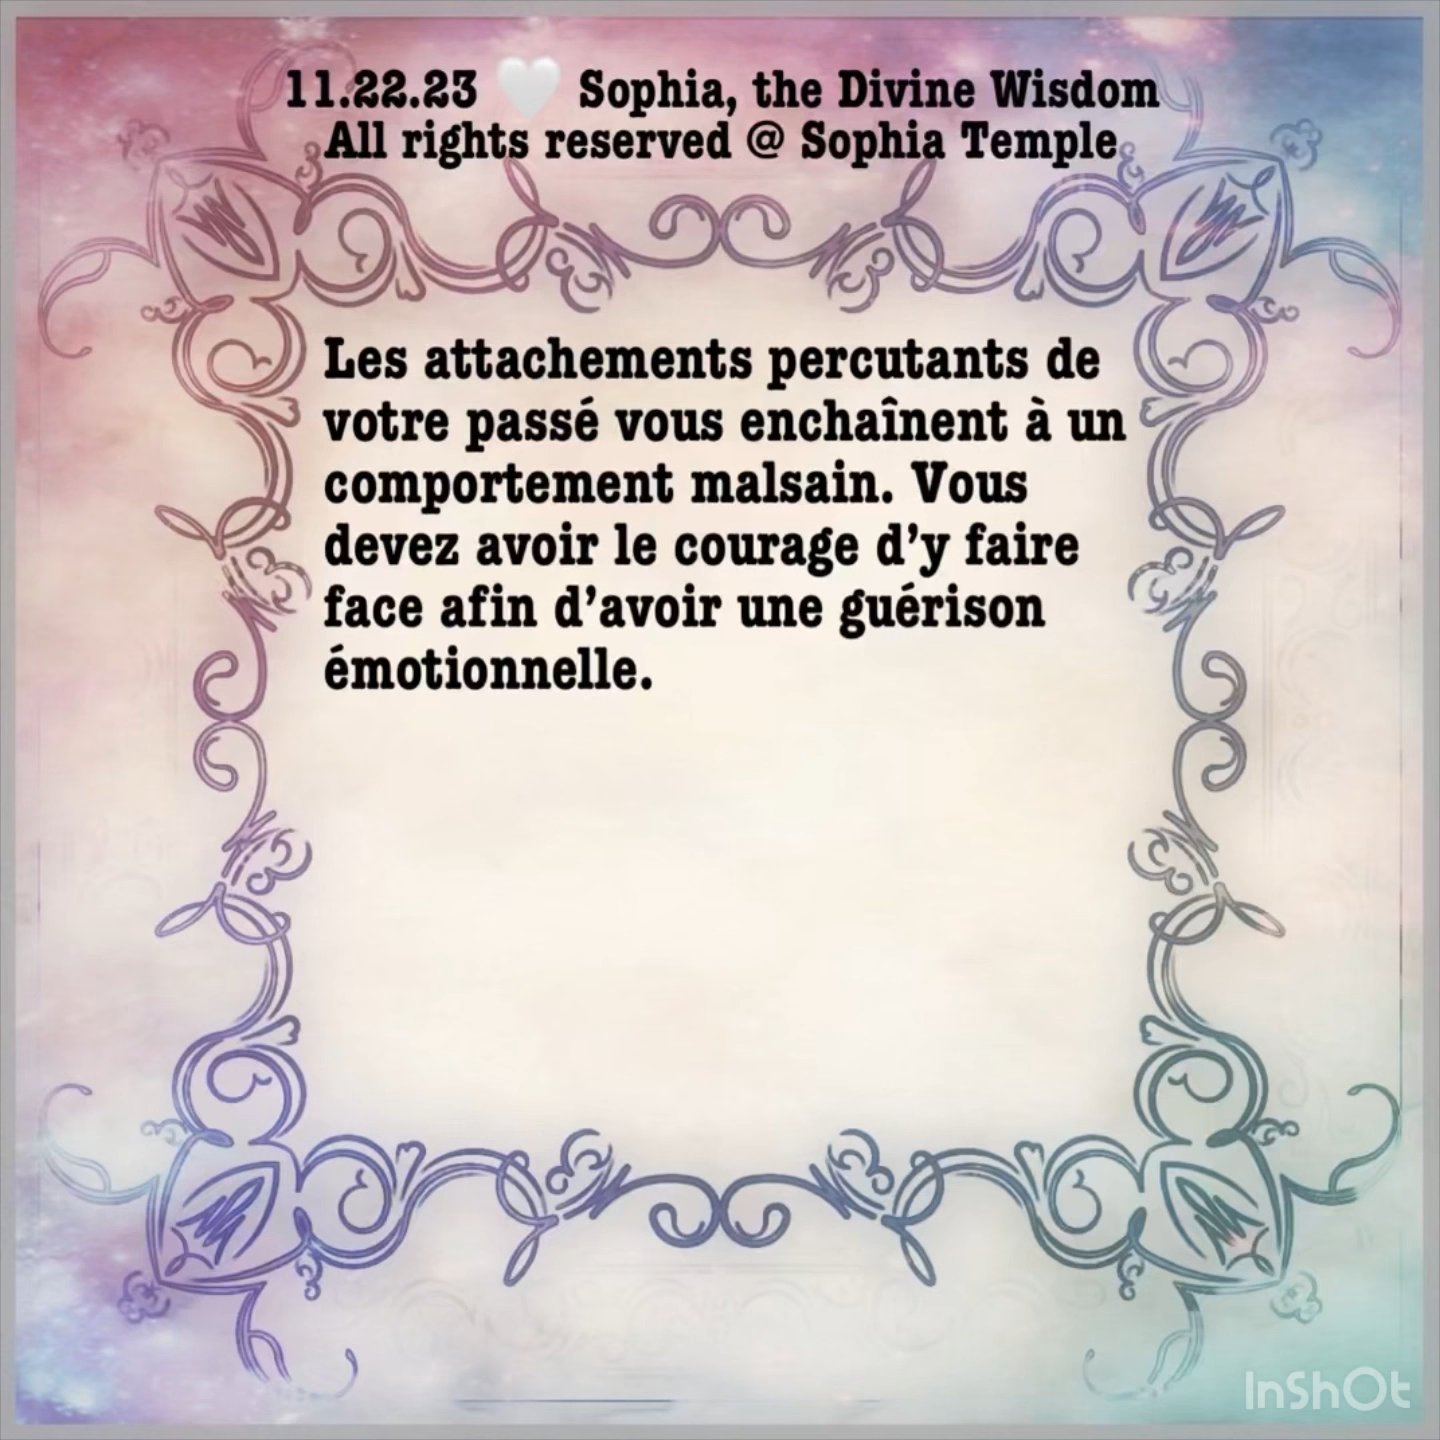 11.22.23 🤍 Sophia, the Divine Wisdom
All rights reserved @ Sophia Temple
Les attachements percutants de
votre passé vous enchaînent à un
comportement malsain. Vous
devez avoir le courage d’y faire
face afin d’avoir une guérison
émotionnelle.
InShOt